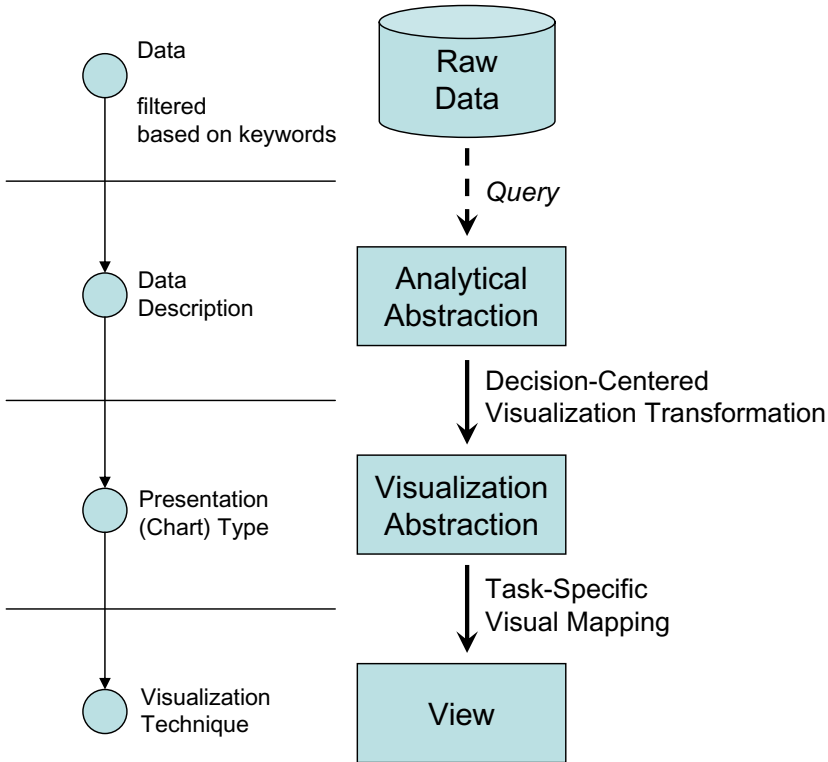 Data
filtered
based on keywords
Raw
Data
Query
Data
Description
Analytical
Abstraction
Decision-Centered
Visualization Transformation
Presentation
(Chart) Type
Visualization
Abstraction
Task-Specific
Visual Mapping
Visualization
Technique
View